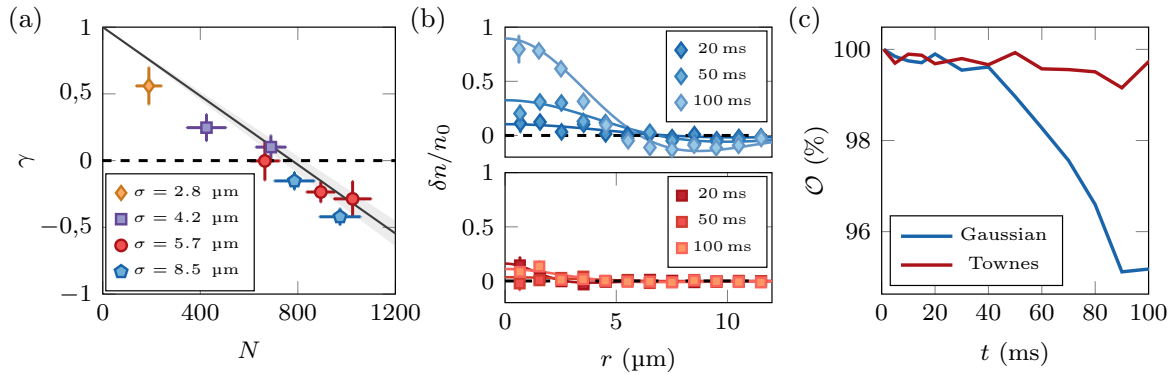 (a)
1
0,5
0
−0,5
−1
γ
σ = 2.8 µm
σ = 4.2 µm
σ = 5.7 µm
σ = 8.5 µm
0
400
800
1200
N
(b)
1
0.5
0
20 ms
50 ms
100 ms
δn/n0
1
0.5
0
20 ms
50 ms
100 ms
0
5
10
r (µm)
(c)
100
98
96
𝒪 (%)
Gaussian
Townes
0
20
40
60
80
100
t (ms)